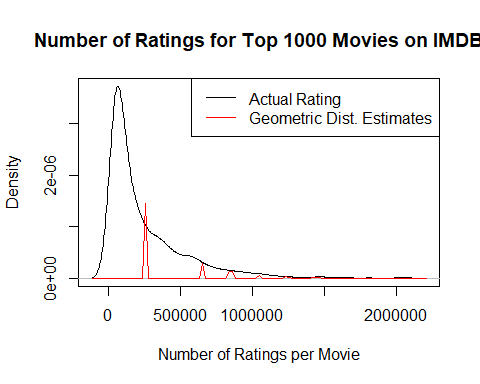 Number of Ratings for Top 1000 Movies on IMDB
Actual Rating
Geometric Dist. Estimates
Density
0e+00
2e-06
0
500000
1000000
2000000
Number of Ratings per Movie